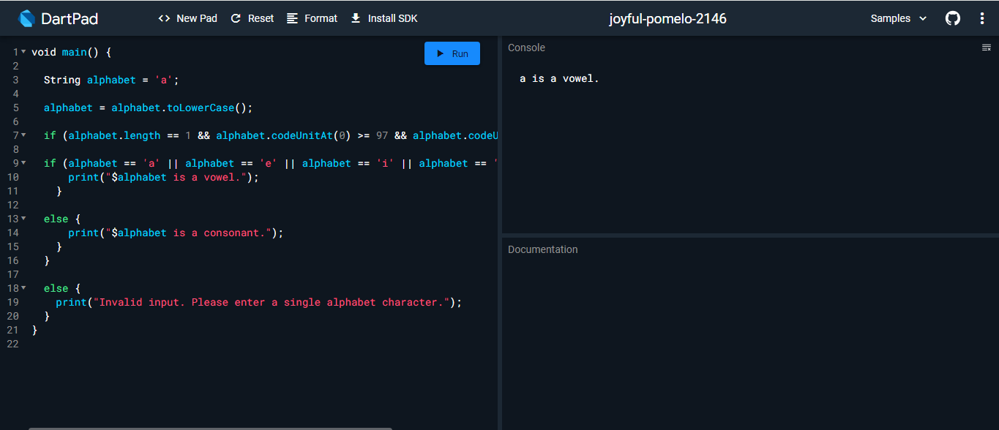 DartPad
New Pad
Reset
Format
Install SDK
joyful-pomelo-2146
Samples
Run
1 void main() {
2
3 String alphabet = 'a';
4
5 alphabet = alphabet.toLowerCase();
6
7 if (alphabet.length == 1 && alphabet.codeUnitAt(0) >= 97 && alphabet.codeU
8
9 if (alphabet == 'a' || alphabet == 'e' || alphabet == 'i' || alphabet == '
10 print("$alphabet is a vowel.");
11 }
12
13 else {
14 print("$alphabet is a consonant.");
15 }
16 }
17
18 else {
19 print("Invalid input. Please enter a single alphabet character.");
20 }
21 }
22
Console
a is a vowel.
Documentation